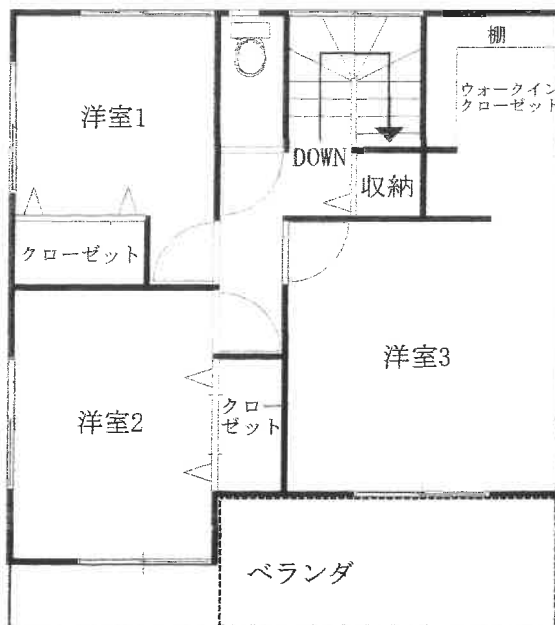 棚
洋室1
ウォークイン
クローゼット
DOWN
収納
クローゼット
洋室3
洋室2
クロー
ゼット
ベランダ